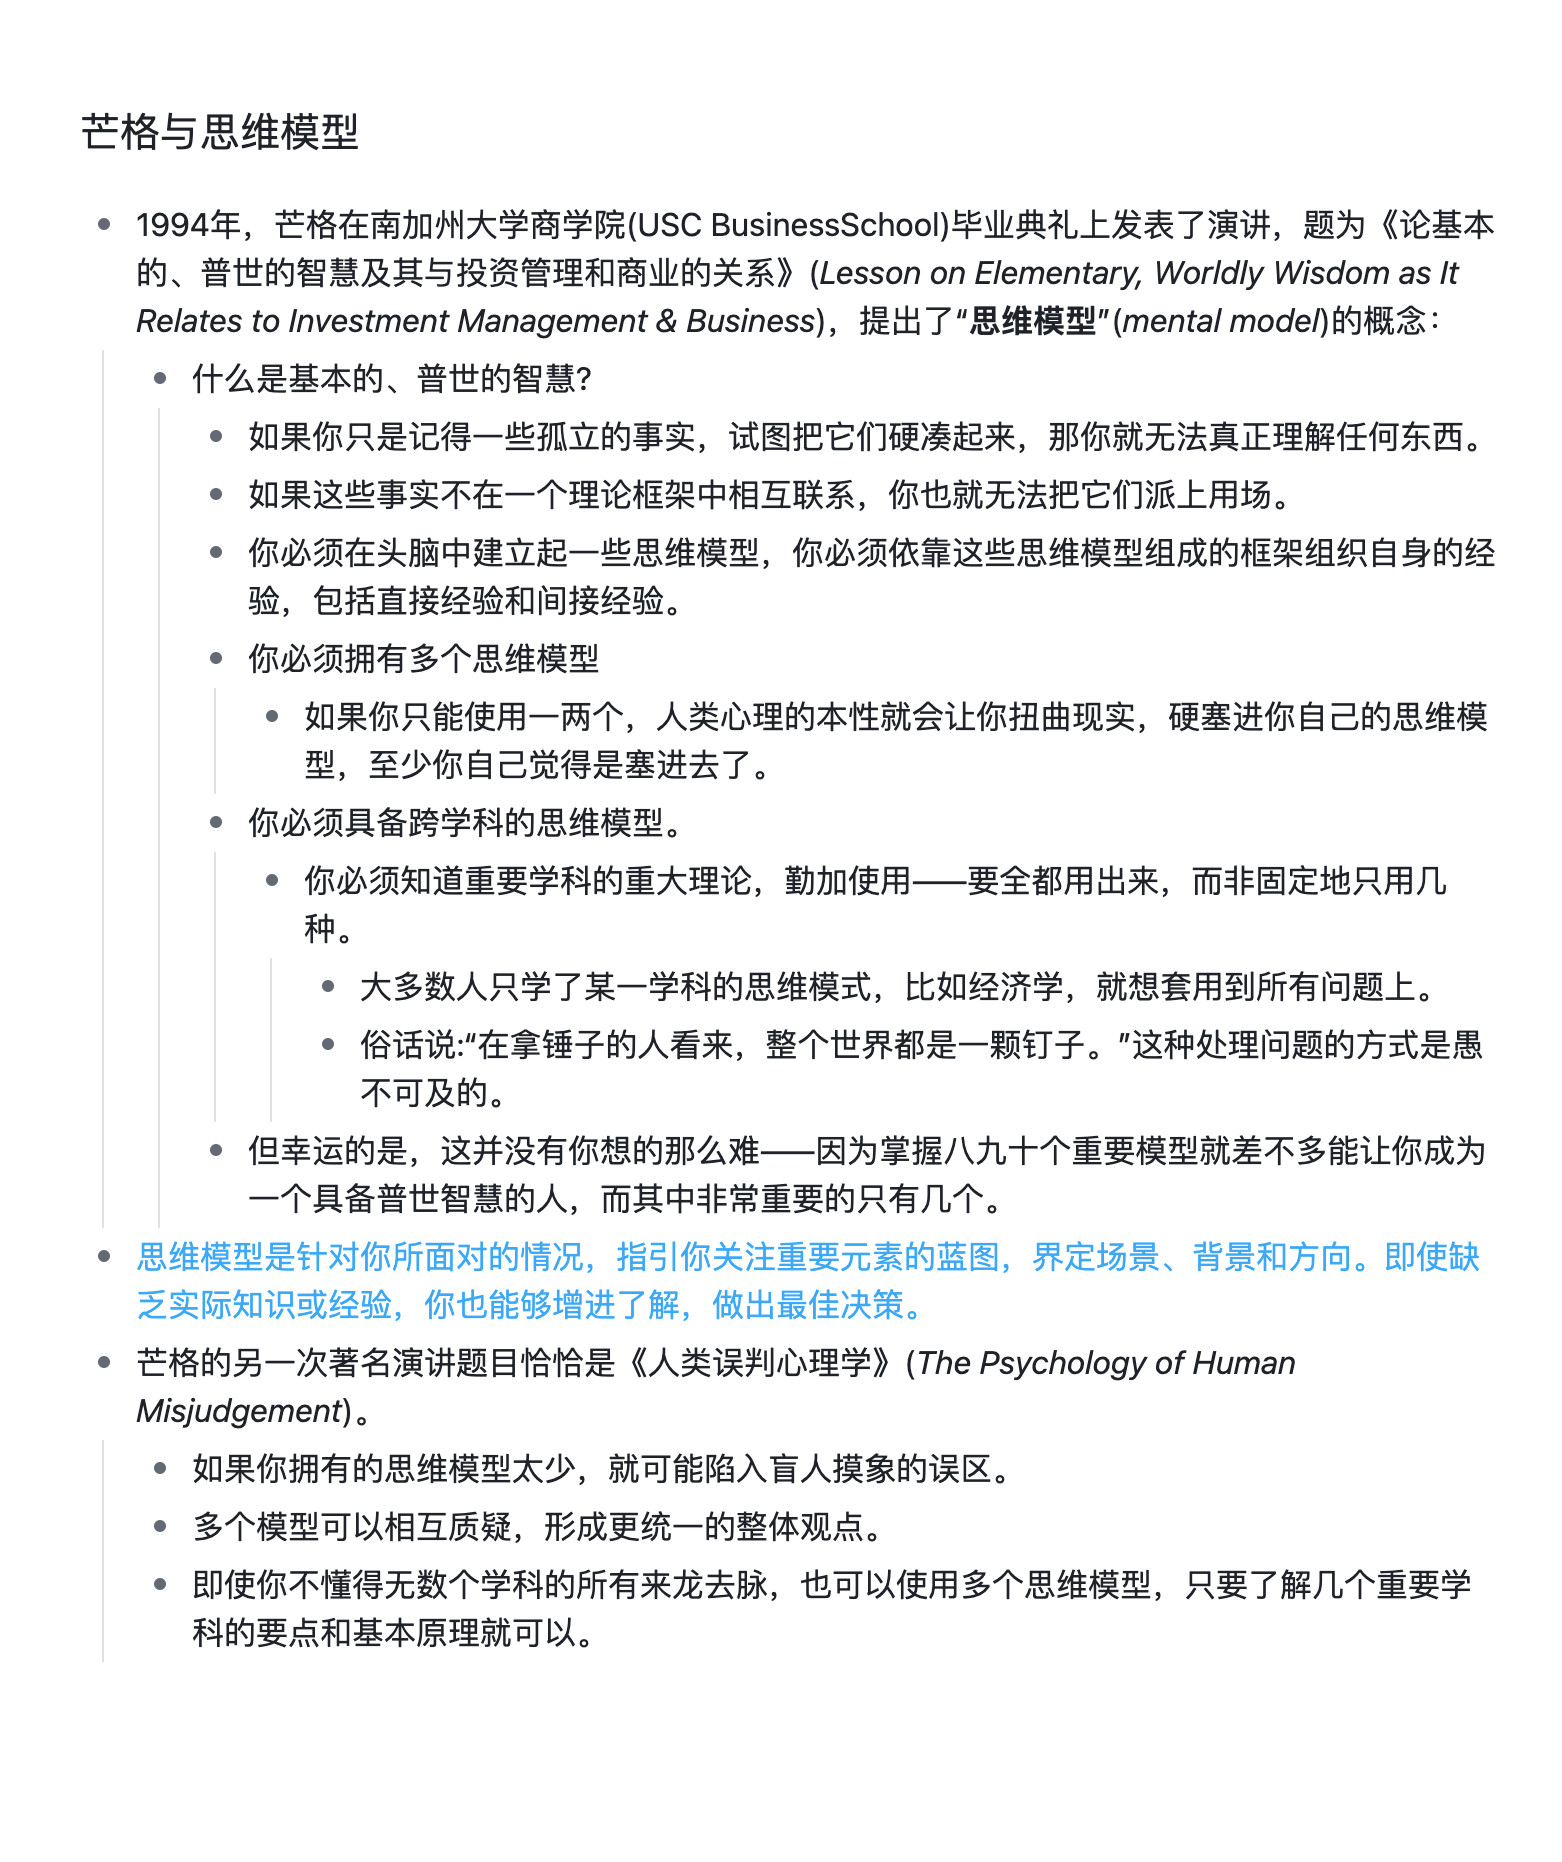 芒格与思维模型
1994年，芒格在南加州大学商学院(USC BusinessSchool)毕业典礼上发表了演讲，题为《论基本
的、普世的智慧及其与投资管理和商业的关系》(Lesson on Elementary, Worldly Wisdom as It
Relates to Investment Management & Business)，提出了“思维模型”(mental model)的概念：
什么是基本的、普世的智慧?
如果你只是记得一些孤立的事实，试图把它们硬凑起来，那你就无法真正理解任何东西。
如果这些事实不在一个理论框架中相互联系，你也就无法把它们派上用场。
你必须在头脑中建立起一些思维模型，你必须依靠这些思维模型组成的框架组织自身的经
验，包括直接经验和间接经验。
你必须拥有多个思维模型
如果你只能使用一两个，人类心理的本性就会让你扭曲现实，硬塞进你自己的思维模
型，至少你自己觉得是塞进去了。
你必须具备跨学科的思维模型。
你必须知道重要学科的重大理论，勤加使用——要全都用出来，而非固定地只用几
种。
大多数人只学了某一学科的思维模式，比如经济学，就想套用到所有问题上。
俗话说:“在拿锤子的人看来，整个世界都是一颗钉子。”这种处理问题的方式是愚
不可及的。
但幸运的是，这并没有你想的那么难——因为掌握八九十个重要模型就差不多能让你成为
一个具备普世智慧的人，而其中非常重要的只有几个。
思维模型是针对你所面对的情况，指引你关注重要元素的蓝图，界定场景、背景和方向。即使缺
乏实际知识或经验，你也能够增进了解，做出最佳决策。
芒格的另一次著名演讲题目恰恰是《人类误判心理学》(The Psychology of Human
Misjudgement)。
如果你拥有的思维模型太少，就可能陷入盲人摸象的误区。
多个模型可以相互质疑，形成更统一的整体观点。
即使你不懂得无数个学科的所有来龙去脉，也可以使用多个思维模型，只要了解几个重要学
科的要点和基本原理就可以。